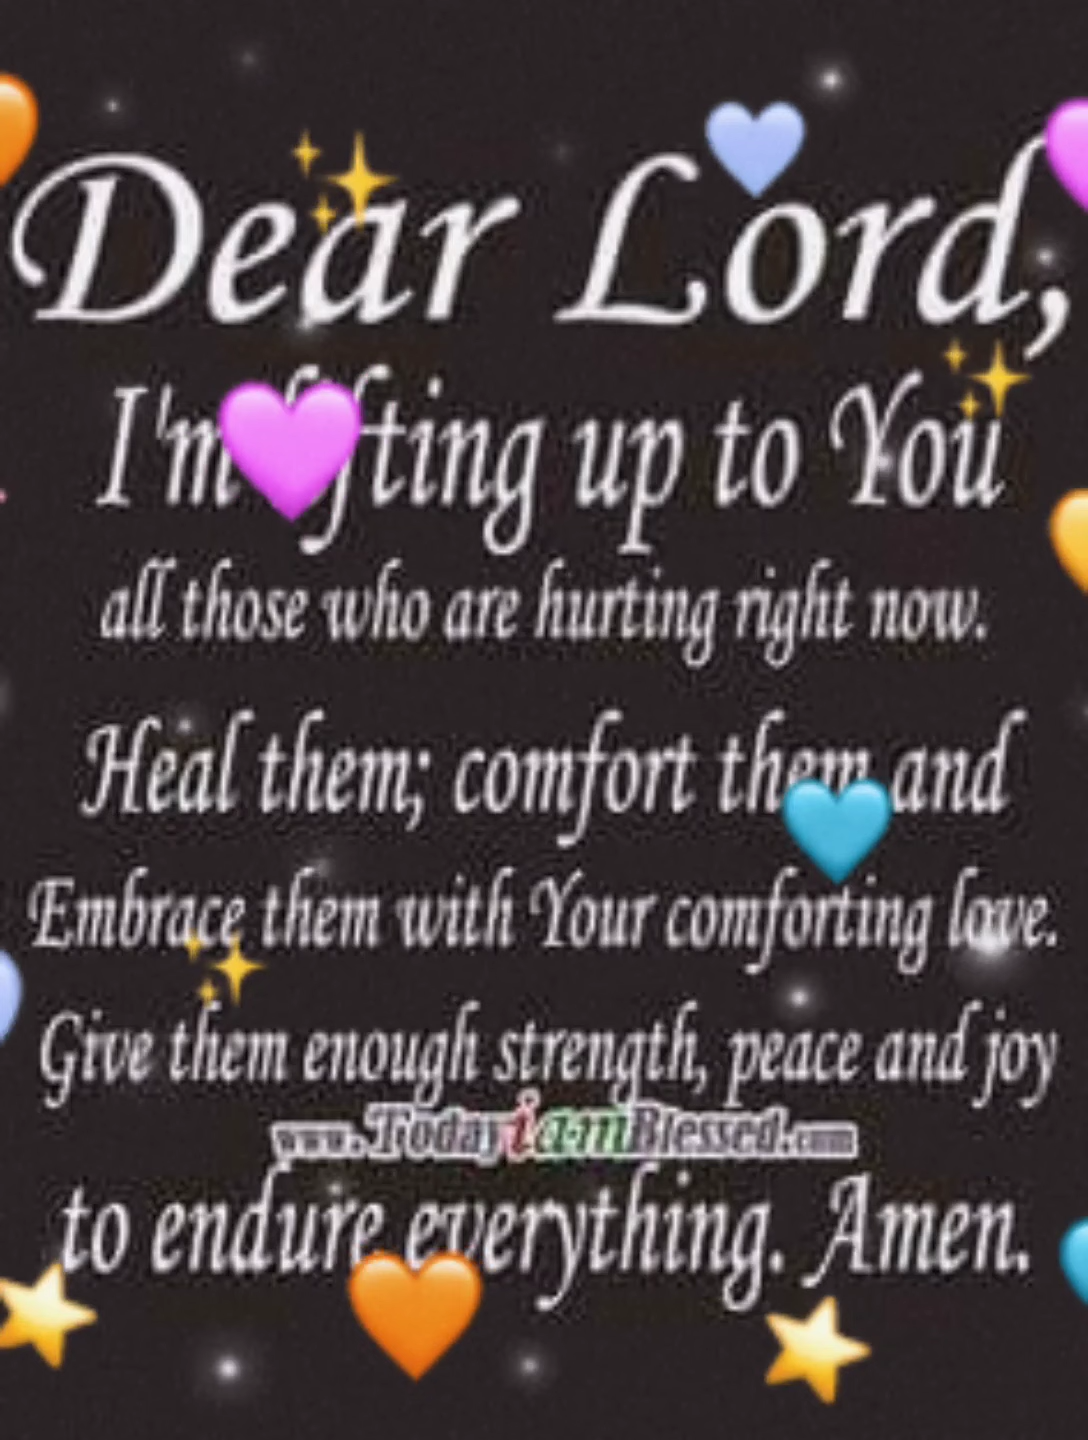 Dear Lord,
I'm lifting up to You
all those who are hurting right now.
Heal them; comfort them and
Embrace them with Your comforting love.
Give them enough strength, peace and joy
www.TodayiamBlessed.com
to endure everything. Amen.